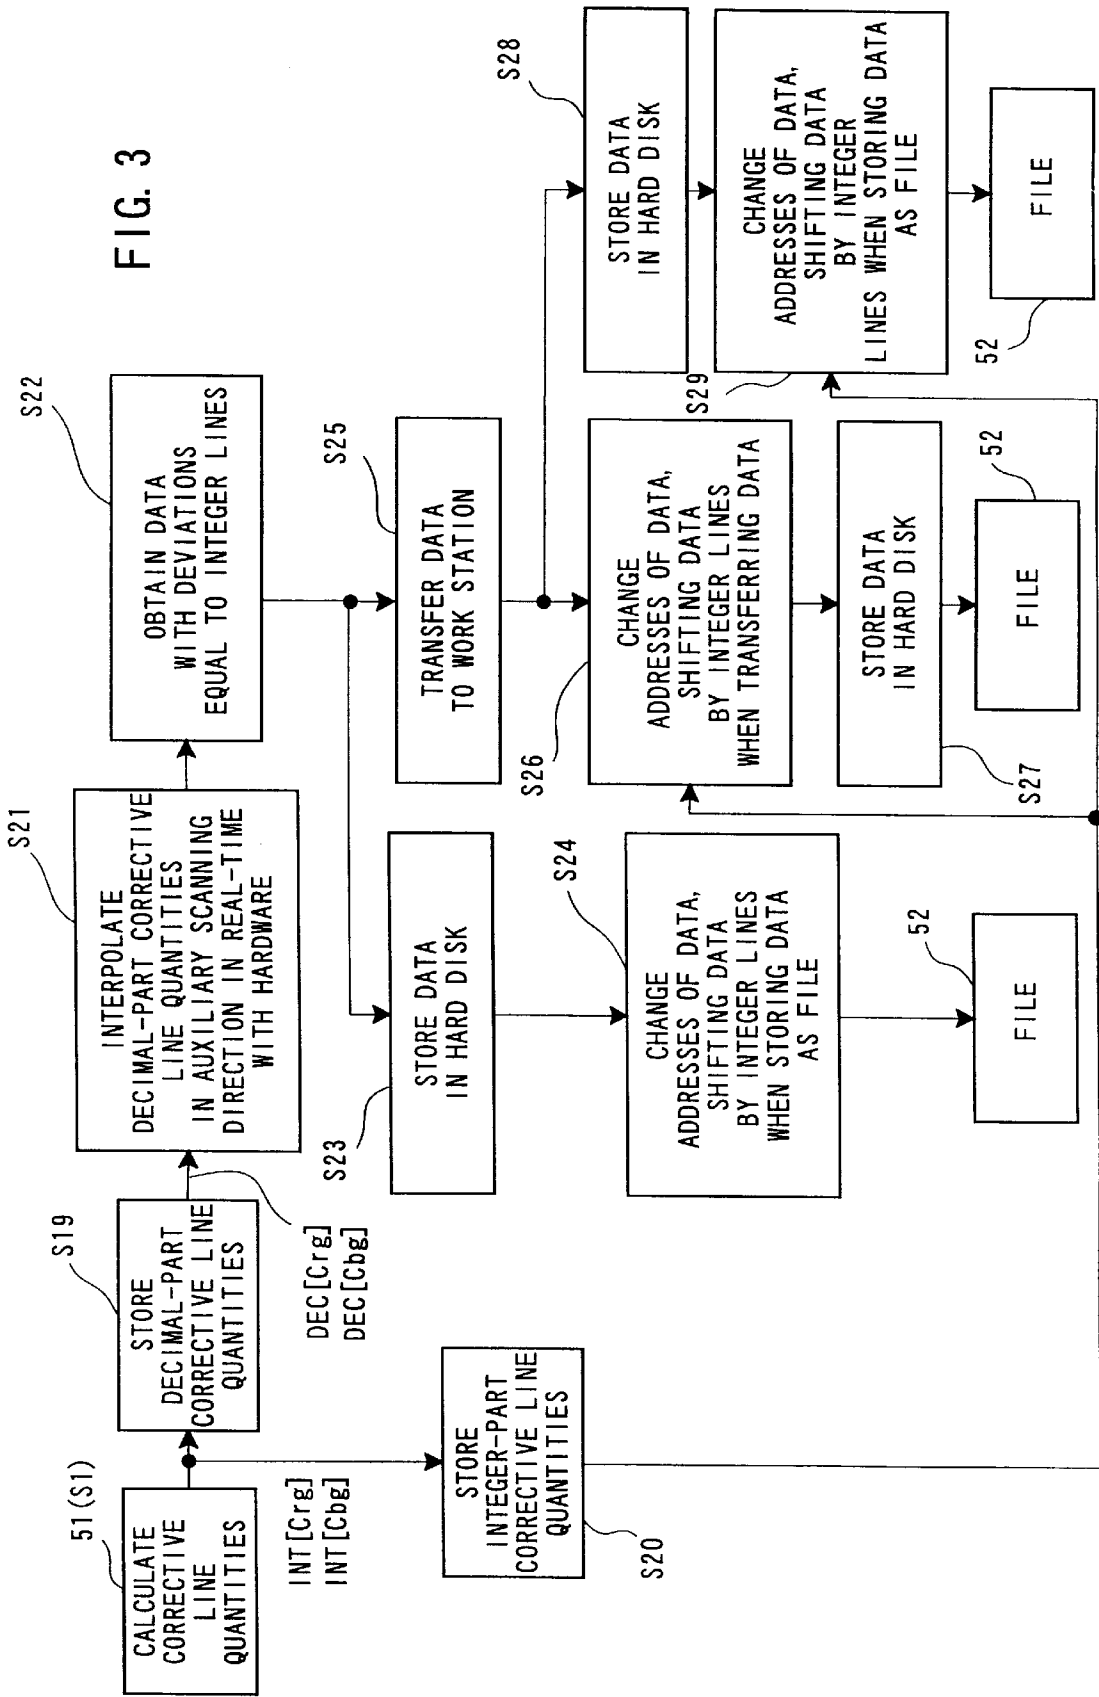 FIG. 3
51(S1)
CALCULATE
CORRECTIVE
LINE
QUANTITIES
INT[Crg]
INT[Cbg]
S19
STORE
DECIMAL-PART
CORRECTIVE LINE
QUANTITIES
DEC[Crg]
DEC[Cbg]
STORE
INTEGER-PART
CORRECTIVE LINE
QUANTITIES
S20
S21
INTERPOLATE
DECIMAL-PART CORRECTIVE
LINE QUANTITIES
IN AUXILIARY SCANNING
DIRECTION IN REAL-TIME
WITH HARDWARE
S22
OBTAIN DATA
WITH DEVIATIONS
EQUAL TO INTEGER LINES
S23
STORE DATA
IN HARD DISK
S24
CHANGE
ADDRESSES OF DATA,
SHIFTING DATA
BY INTEGER LINES
WHEN STORING DATA
AS FILE
52
FILE
S25
TRANSFER DATA
TO WORK STATION
S26
CHANGE
ADDRESSES OF DATA,
SHIFTING DATA
BY INTEGER LINES
WHEN TRANSFERRING DATA
S27
STORE DATA
IN HARD DISK
52
FILE
S28
STORE DATA
IN HARD DISK
S29
CHANGE
ADDRESSES OF DATA,
SHIFTING DATA
BY INTEGER
LINES WHEN STORING DATA
AS FILE
52
FILE